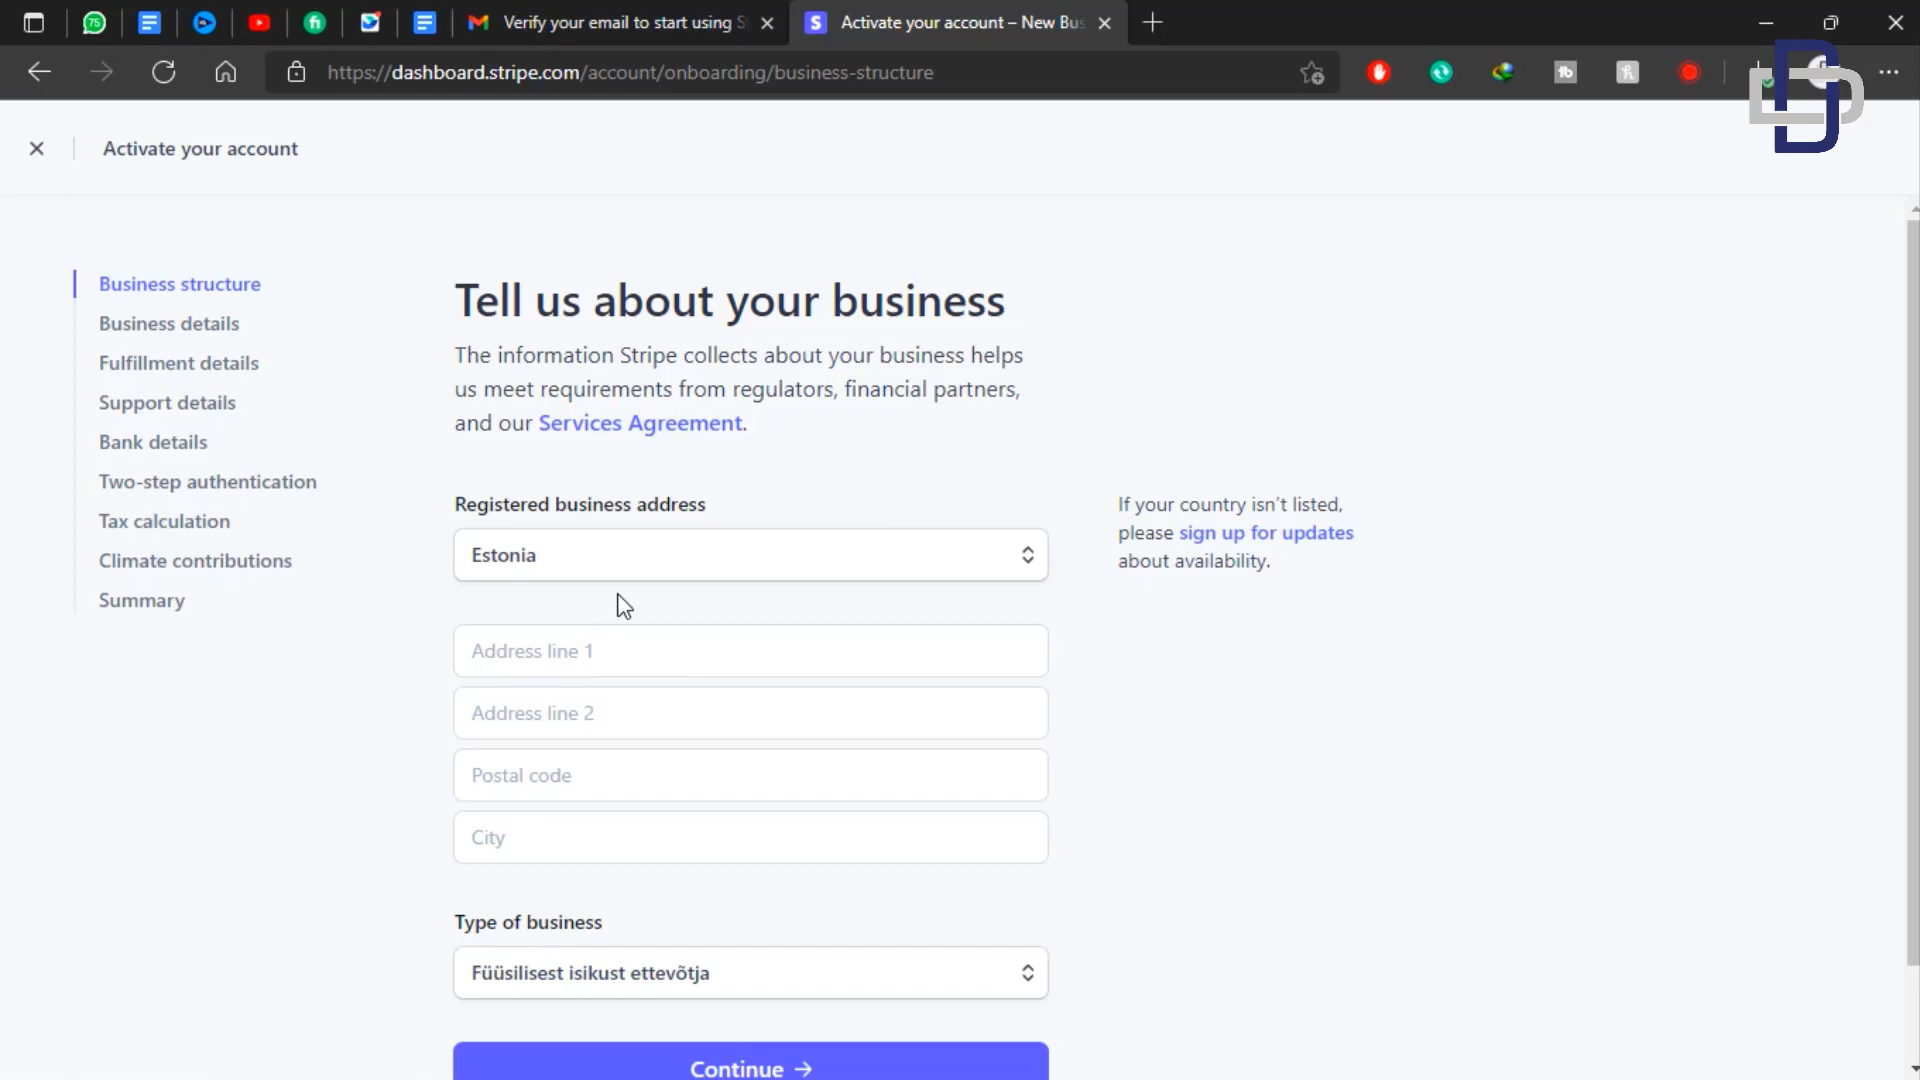 75
Verify your email to start using S
Activate your account – New Bus
https://dashboard.stripe.com/account/onboarding/business-structure
Activate your account
Business structure
Business details
Fulfillment details
Support details
Bank details
Two-step authentication
Tax calculation
Climate contributions
Summary
Tell us about your business
The information Stripe collects about your business helps
us meet requirements from regulators, financial partners,
and our Services Agreement.
Registered business address
Estonia
If your country isn't listed,
please sign up for updates
about availability.
Address line 1
Address line 2
Postal code
City
Type of business
Füüsilisest isikust ettevõtja
Continue →